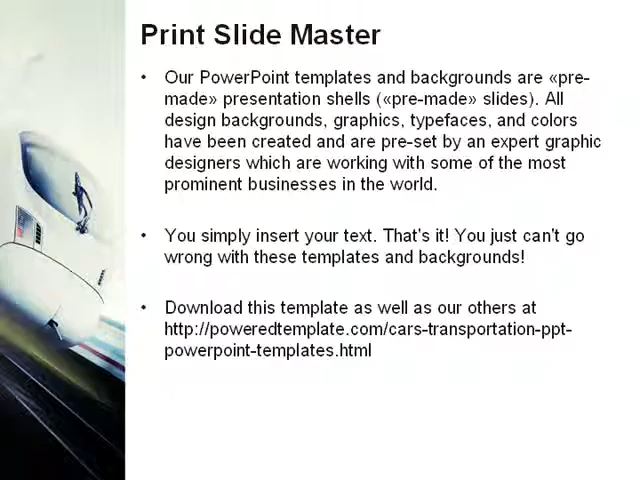 Print Slide Master
• Our PowerPoint templates and backgrounds are «pre-
made» presentation shells («pre-made» slides). All
design backgrounds, graphics, typefaces, and colors
have been created and are pre-set by an expert graphic
designers which are working with some of the most
prominent businesses in the world.
• You simply insert your text. That's it! You just can't go
wrong with these templates and backgrounds!
• Download this template as well as our others at
http://poweredtemplate.com/cars-transportation-ppt-
powerpoint-templates.html